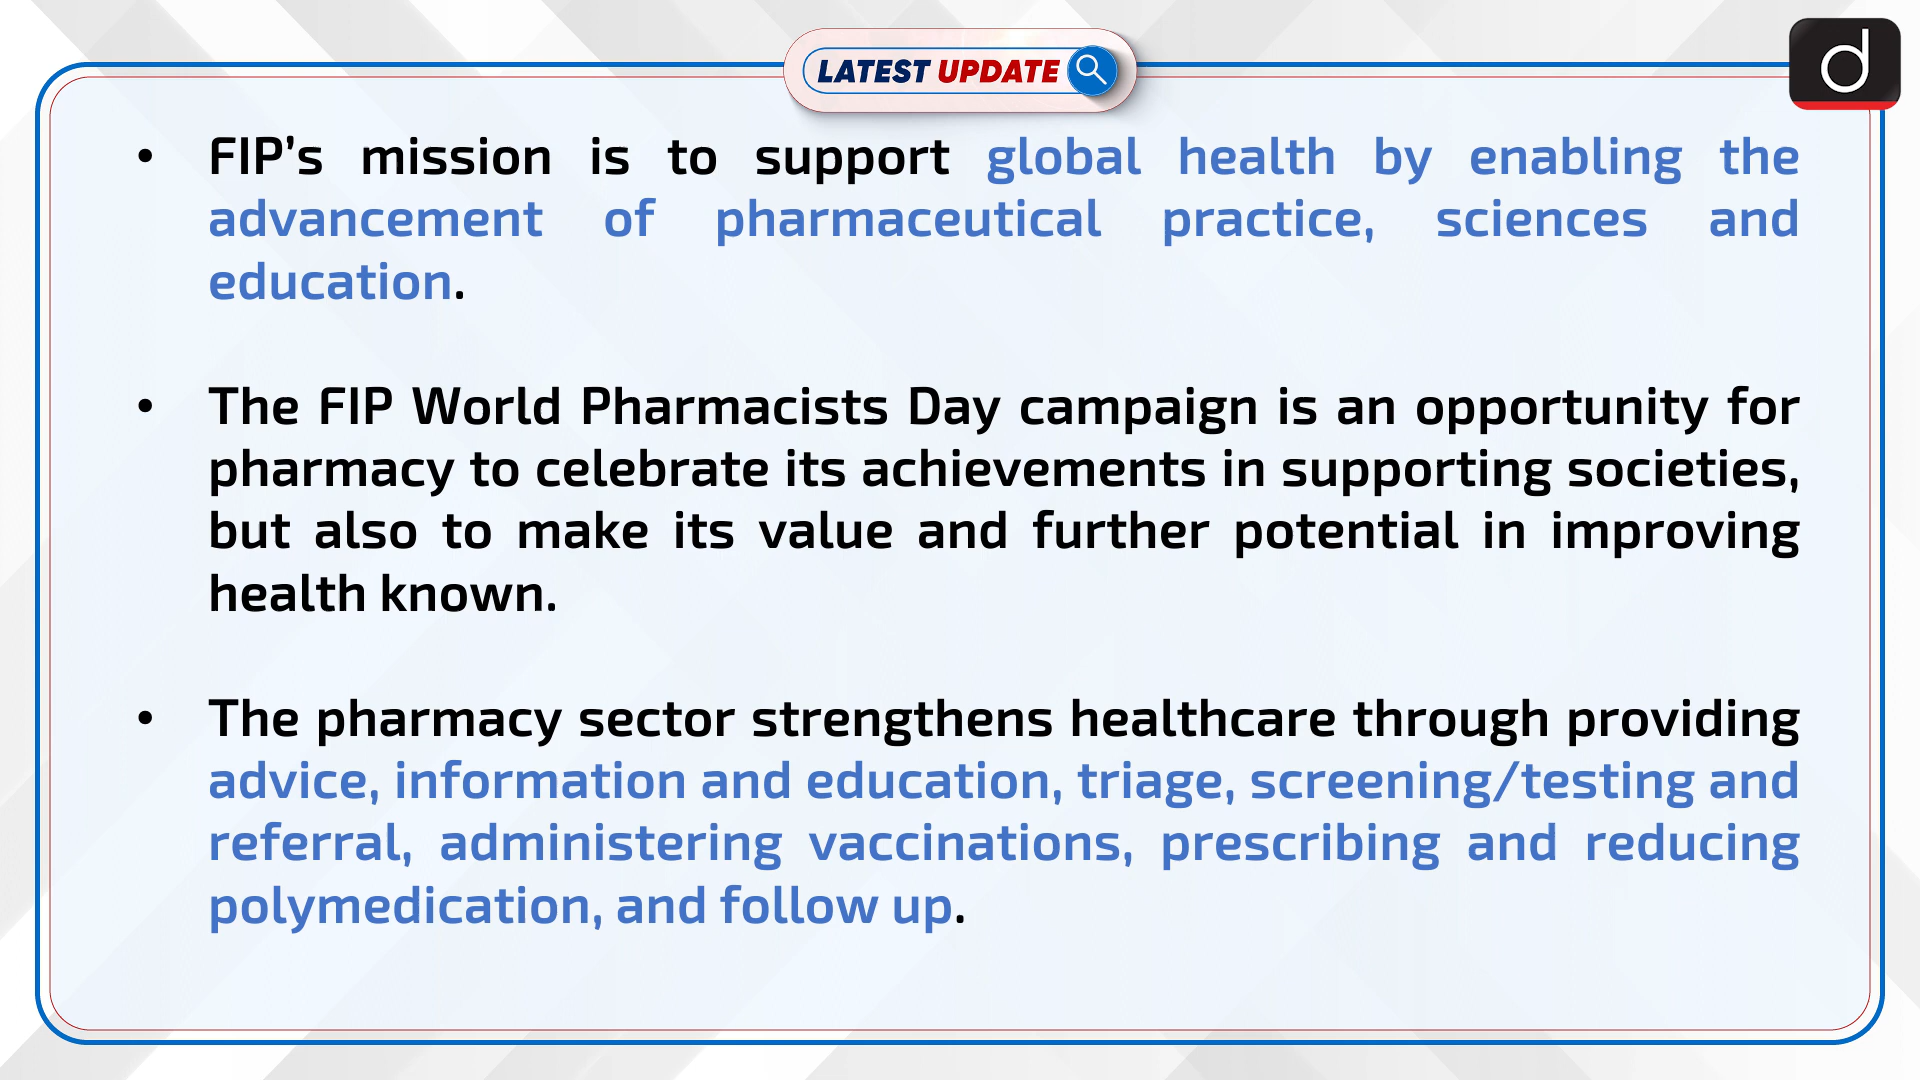 LATEST UPDATE
d
• FIP’s mission is to support global health by enabling the
advancement of pharmaceutical practice, sciences and
education.
• The FIP World Pharmacists Day campaign is an opportunity for
pharmacy to celebrate its achievements in supporting societies,
but also to make its value and further potential in improving
health known.
• The pharmacy sector strengthens healthcare through providing
advice, information and education, triage, screening/testing and
referral, administering vaccinations, prescribing and reducing
polymedication, and follow up.